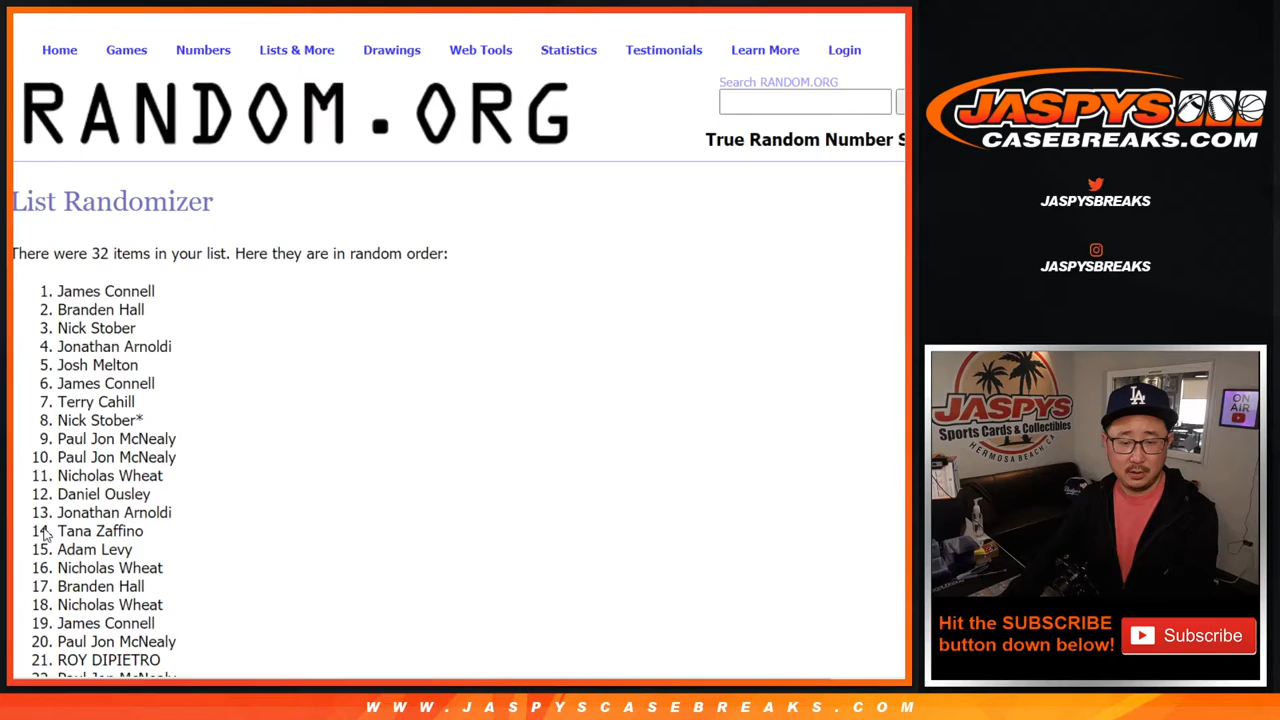 Home Games Numbers Lists & More Drawings Web Tools Statistics Testimonials Learn More Login
RANDOM.ORG
Search RANDOM.ORG
True Random Number S
List Randomizer
There were 32 items in your list. Here they are in random order:
1. James Connell
2. Branden Hall
3. Nick Stober
4. Jonathan Arnoldi
5. Josh Melton
6. James Connell
7. Terry Cahill
8. Nick Stober*
9. Paul Jon McNealy
10. Paul Jon McNealy
11. Nicholas Wheat
12. Daniel Ousley
13. Jonathan Arnoldi
14. Tana Zaffino
15. Adam Levy
16. Nicholas Wheat
17. Branden Hall
18. Nicholas Wheat
19. James Connell
20. Paul Jon McNealy
21. ROY DIPIETRO
22. Paul Jon McNealy
JASPYS
CASEBREAKS.COM
JASPYSBREAKS
JASPYSBREAKS
JASPYS
Sports Cards & Collectibles
HERMOSA BEACH, CA
LA
ON
AIR
Dodgers
Hit the SUBSCRIBE
button down below!
Subscribe
WWW.JASPYSCASEBREAKS.COM